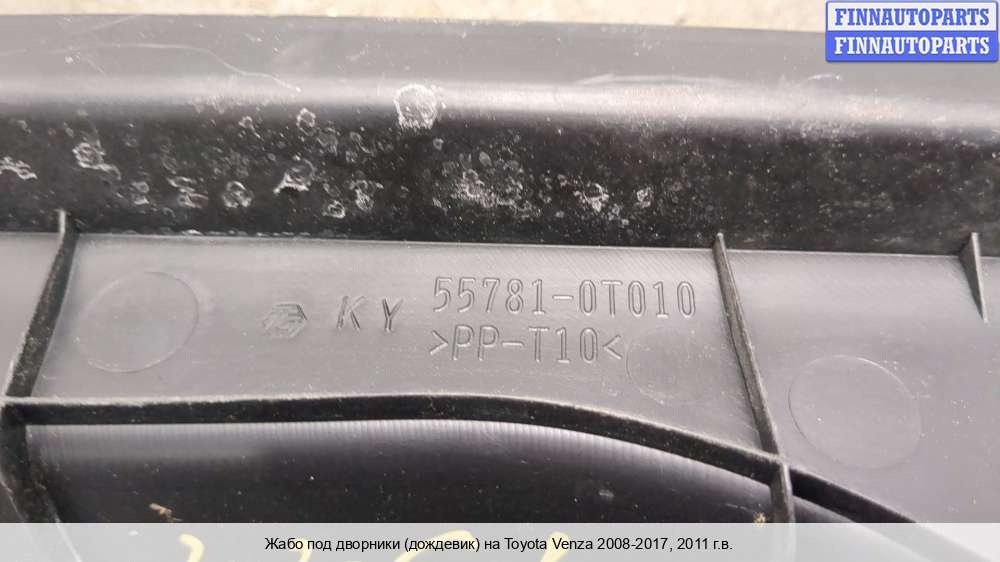 FINNAUTOPARTS
FINNAUTOPARTS
KY 55781-0T010
>PP-T10<
Жабо под дворники (дождевик) на Toyota Venza 2008-2017, 2011 г.в.